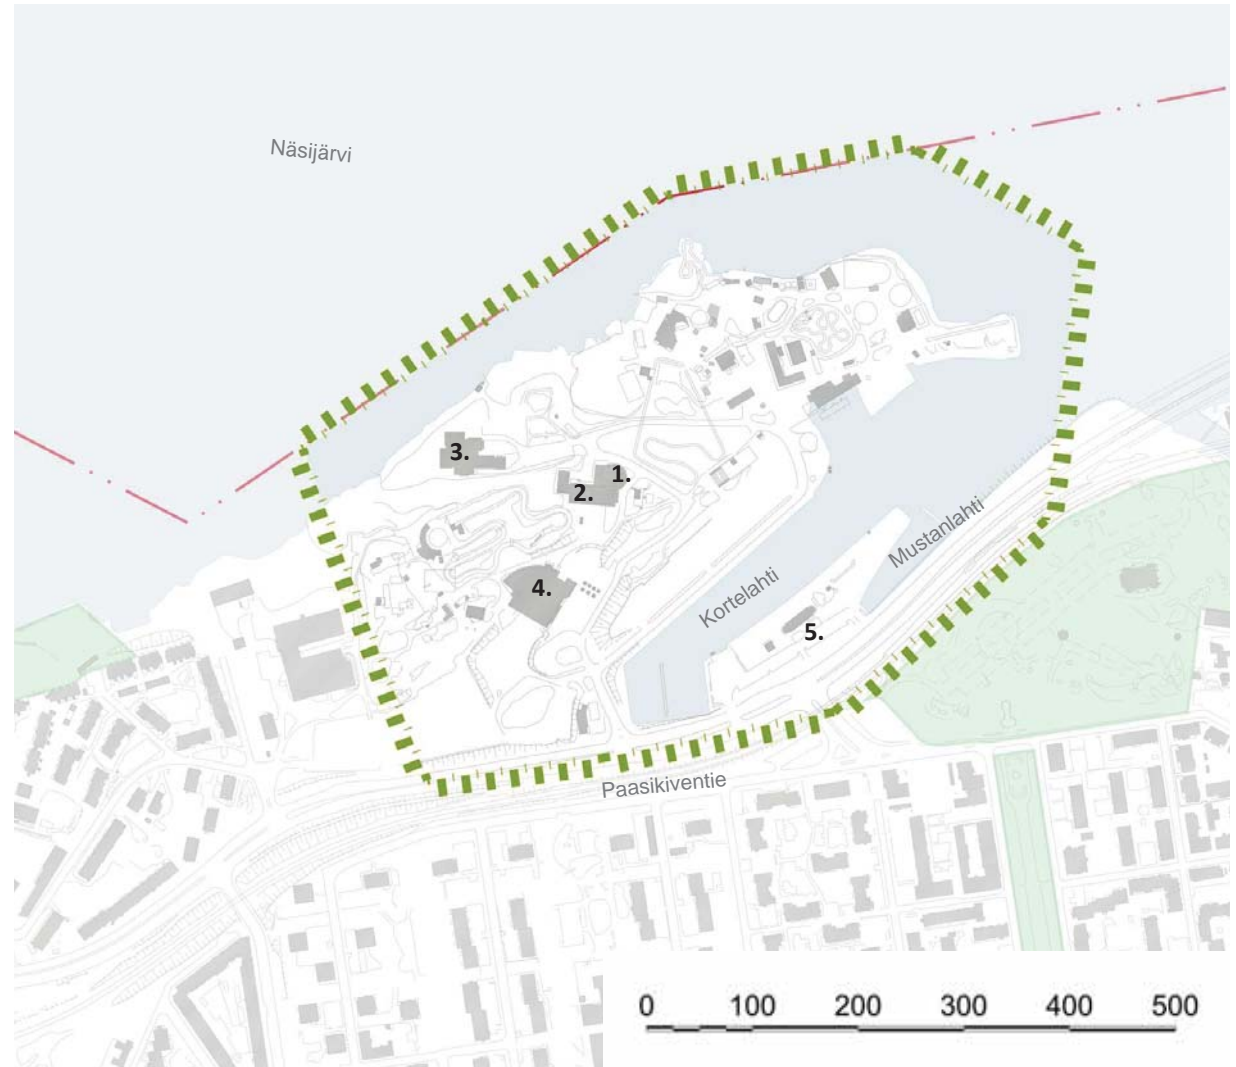 Näsijärvi
3.
1.
2.
Mustanlahti
4.
Kortelahti
5.
Paasikiventie
0 100 200 300 400 500